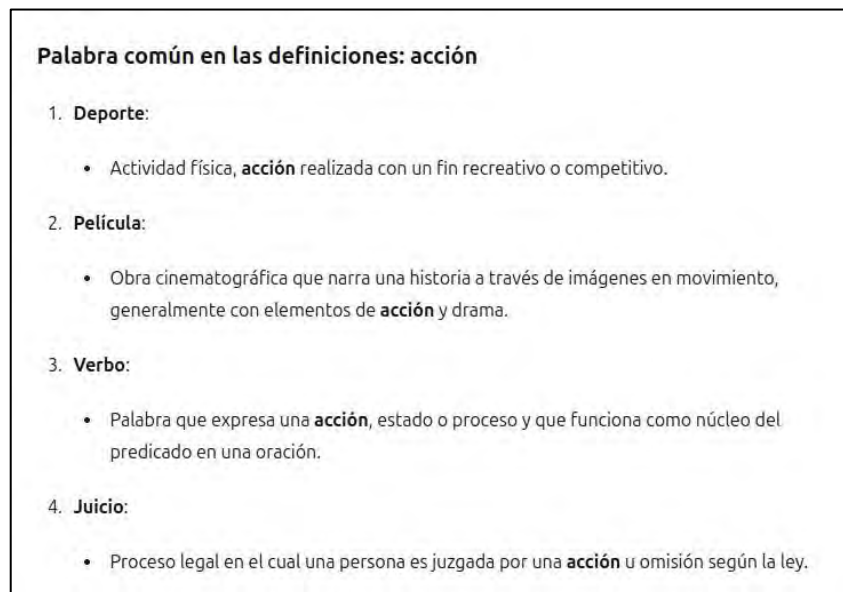 Palabra común en las definiciones: acción
1. Deporte:
• Actividad física, acción realizada con un fin recreativo o competitivo.
2. Película:
• Obra cinematográfica que narra una historia a través de imágenes en movimiento,
generalmente con elementos de acción y drama.
3. Verbo:
• Palabra que expresa una acción, estado o proceso y que funciona como núcleo del
predicado en una oración.
4. Juicio:
• Proceso legal en el cual una persona es juzgada por una acción u omisión según la ley.